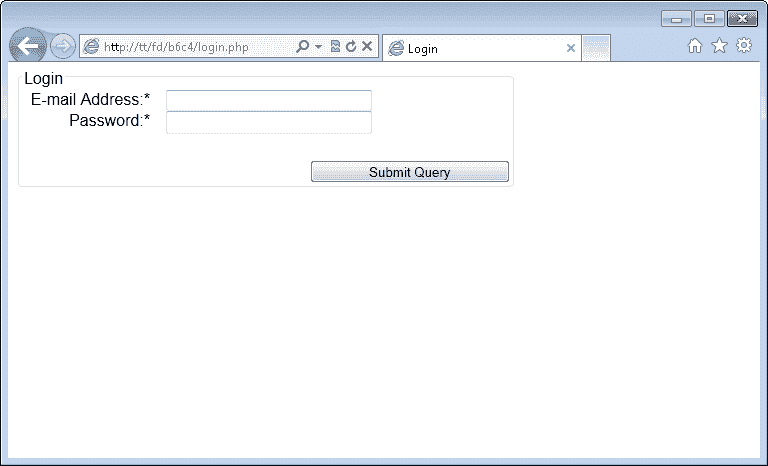 http://tt/fd/b6c4/login.php
Login
Login
E-mail Address:*
Password:*
Submit Query